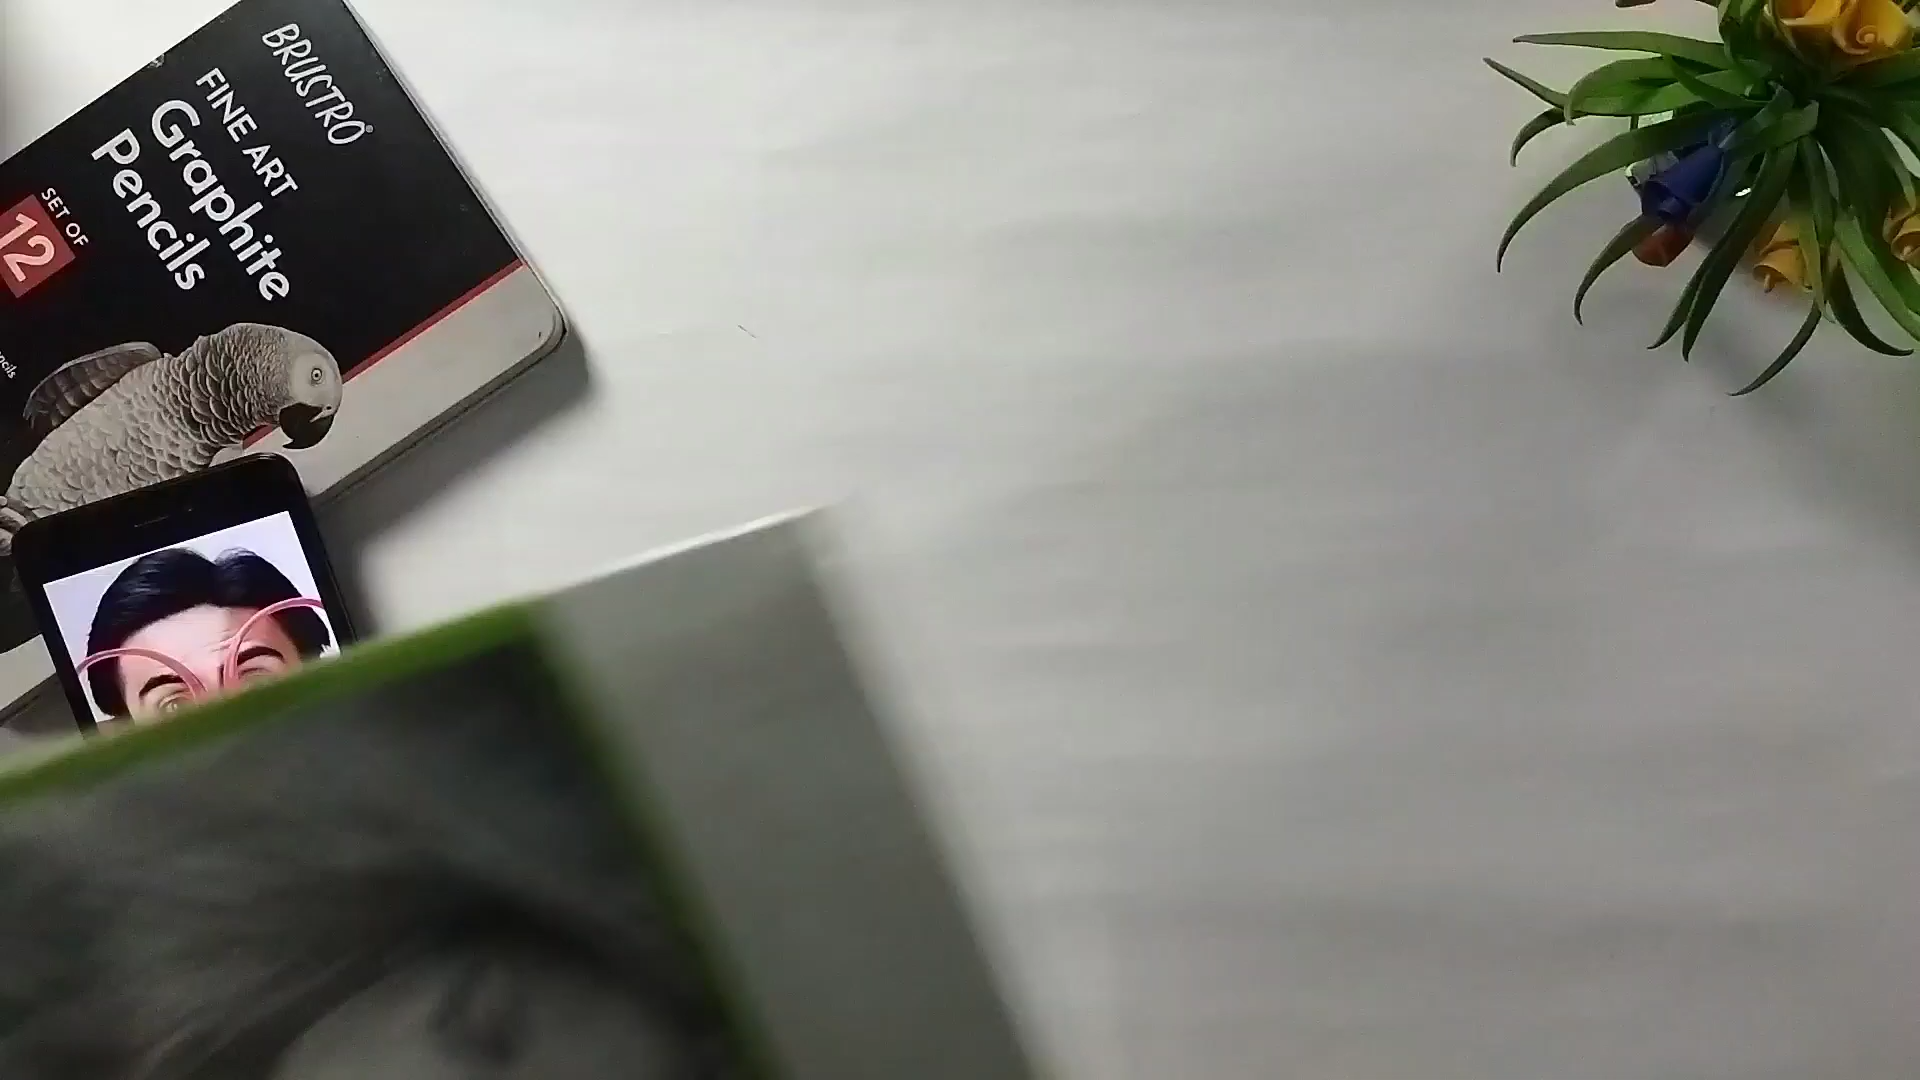 BRUSTRO®
FINE ART
Graphite
Pencils
SET OF
12